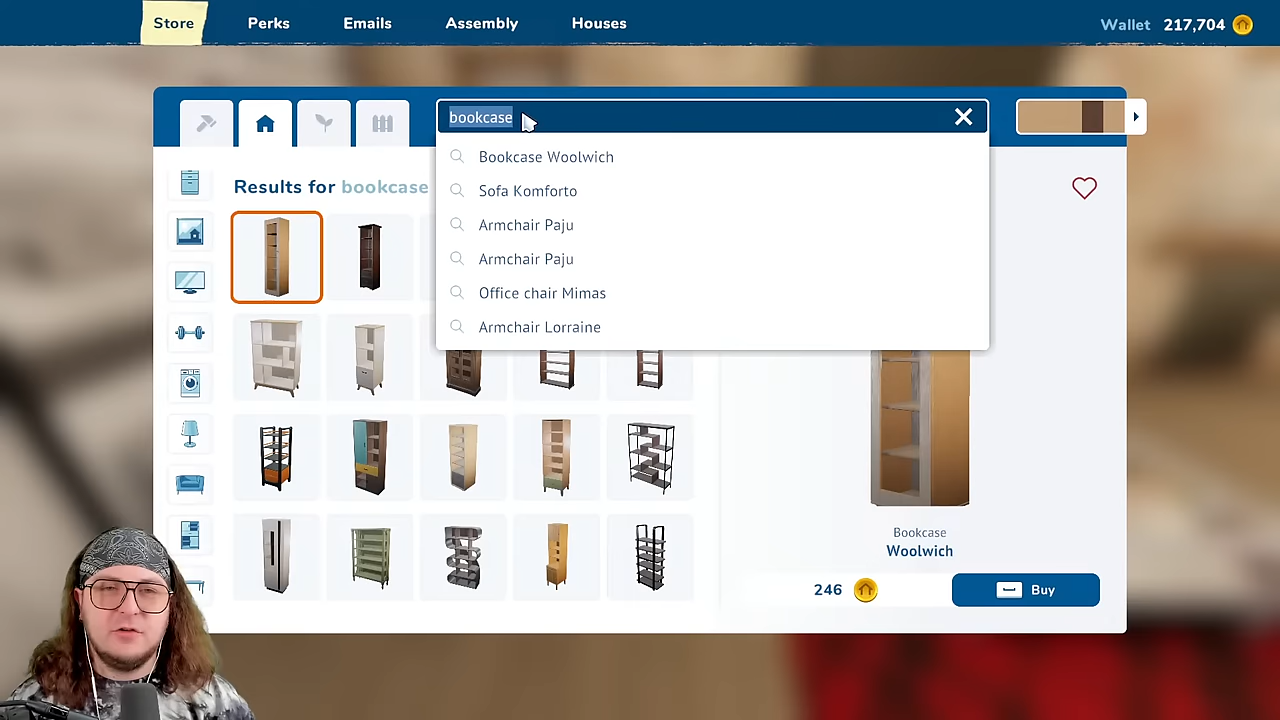 Store Perks Emails Assembly Houses Wallet 217,704
bookcase
Bookcase Woolwich
Sofa Komforto
Armchair Paju
Armchair Paju
Office chair Mimas
Armchair Lorraine
Results for bookcase
Bookcase
Woolwich
246 Buy